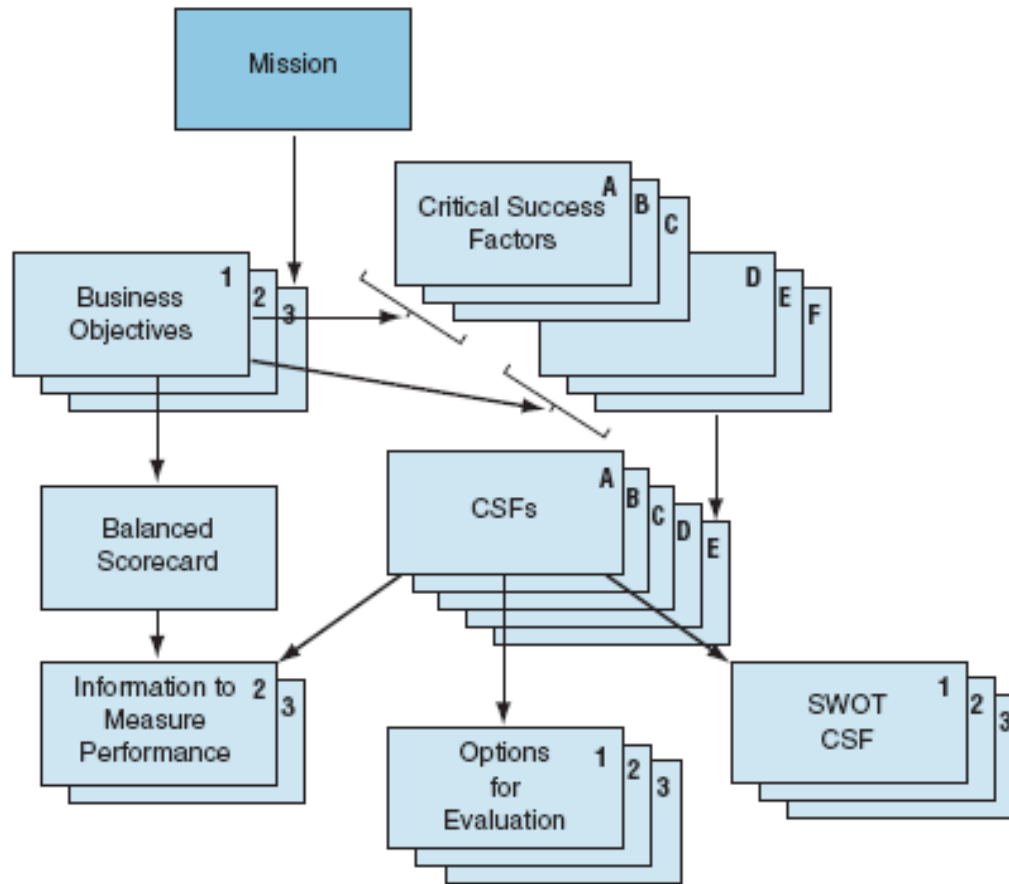 Mission
Critical Success
Factors
A
B
C
D
E
F
Business
Objectives
1
2
3
Balanced
Scorecard
CSFs
A
B
C
D
E
Information to
Measure
Performance
2
3
Options
for
Evaluation
1
2
3
SWOT
CSF
1
2
3